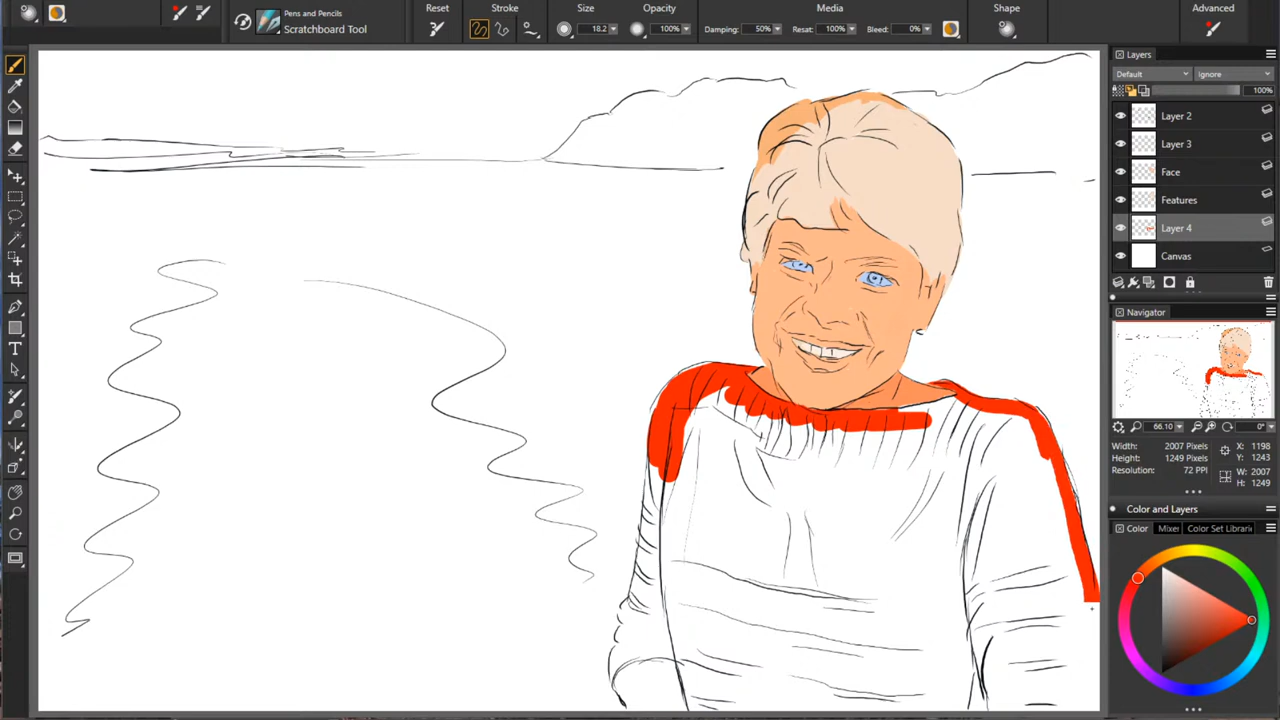 Pens and Pencils
Scratchboard Tool
Reset
Stroke
Size
Opacity
Media
Shape
Advanced
18.2
100%
Damping: 50%
Reset: 100%
Bleed: 0%
Layers
Default
Ignore
100%
Layer 2
Layer 3
Face
Features
Layer 4
Canvas
Navigator
66.10
0°
Width: 2007 Pixels
Height: 1249 Pixels
Resolution: 72 PPI
X: 1198
Y: 1243
W: 2007
H: 1249
Color and Layers
Color
Mixer
Color Set Librarie
T